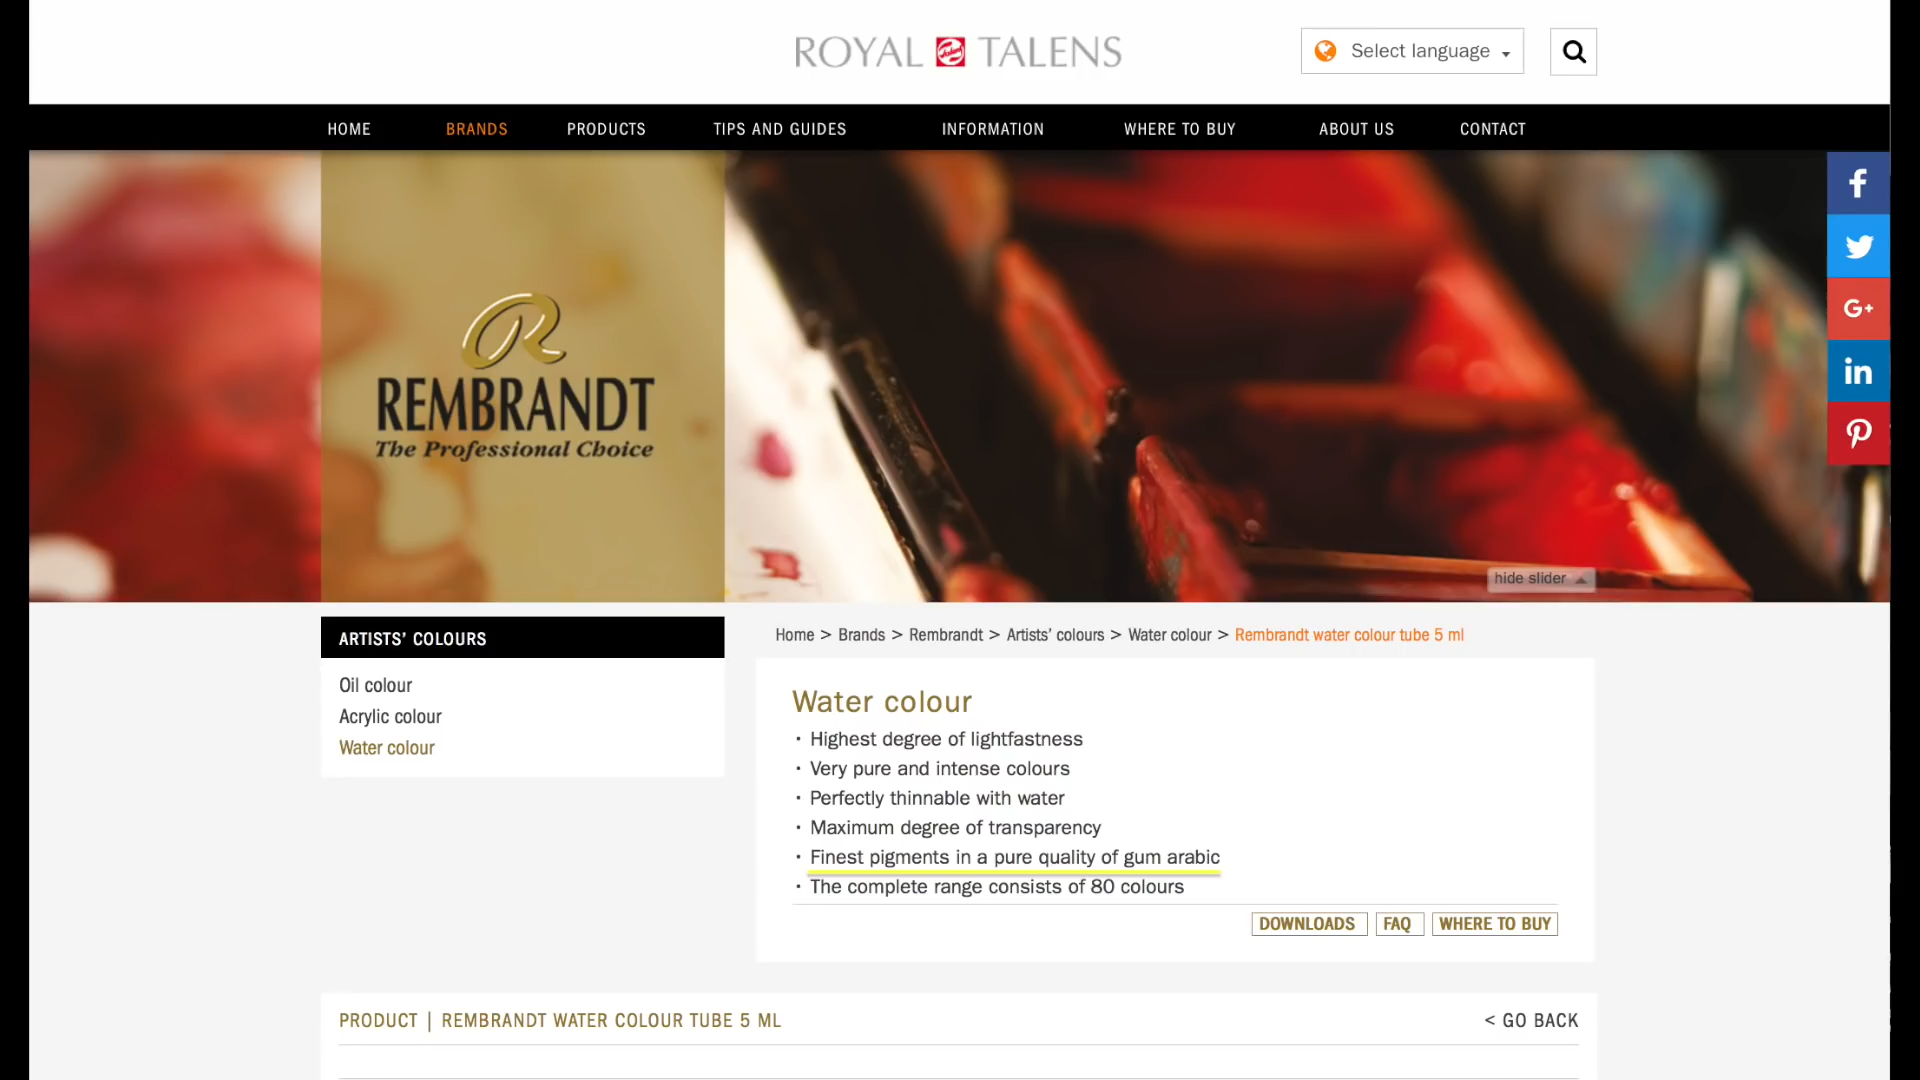 ROYAL TALENS
Select language
HOME BRANDS PRODUCTS TIPS AND GUIDES INFORMATION WHERE TO BUY ABOUT US CONTACT
R
REMBRANDT
The Professional Choice
hide slider
ARTISTS’ COLOURS
Oil colour
Acrylic colour
Water colour
Home > Brands > Rembrandt > Artists’ colours > Water colour > Rembrandt water colour tube 5 ml
Water colour
· Highest degree of lightfastness
· Very pure and intense colours
· Perfectly thinnable with water
· Maximum degree of transparency
· Finest pigments in a pure quality of gum arabic
· The complete range consists of 80 colours
DOWNLOADS FAQ WHERE TO BUY
PRODUCT | REMBRANDT WATER COLOUR TUBE 5 ML
< GO BACK